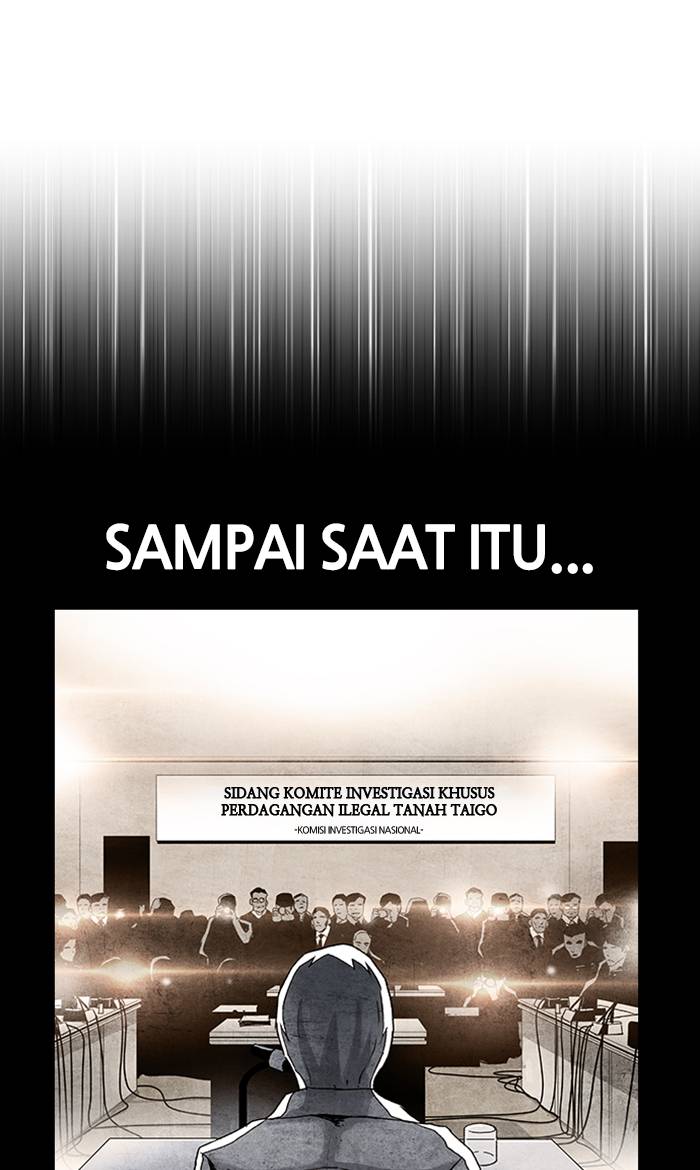 SAMPAI SAAT ITU...
SIDANG KOMITE INVESTIGASI KHUSUS
PERDAGANGAN ILEGAL TANAH TAIGO
-KOMISI INVESTIGASI NASIONAL-